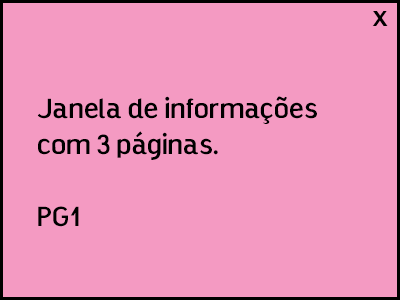 X
Janela de informações
com 3 páginas.
PG1